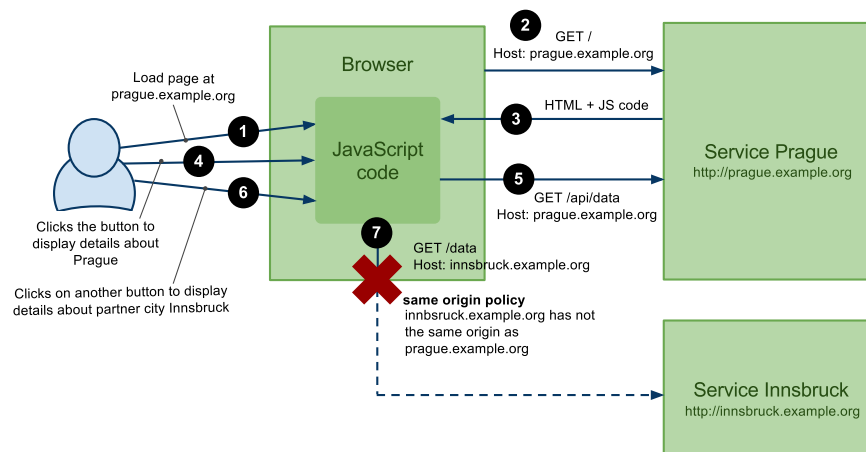 2
GET /
Host: prague.example.org
Browser
Load page at
prague.example.org
3
HTML + JS code
1
JavaScript
code
Service Prague
http://prague.example.org
4
5
GET /api/data
Host: prague.example.org
6
Clicks the button to
display details about
Prague
7
GET /data
Host: innsbruck.example.org
Clicks on another button to display
details about partner city Innsbruck
same origin policy
innbsruck.example.org has not
the same origin as
prague.example.org
Service Innsbruck
http://innsbruck.example.org